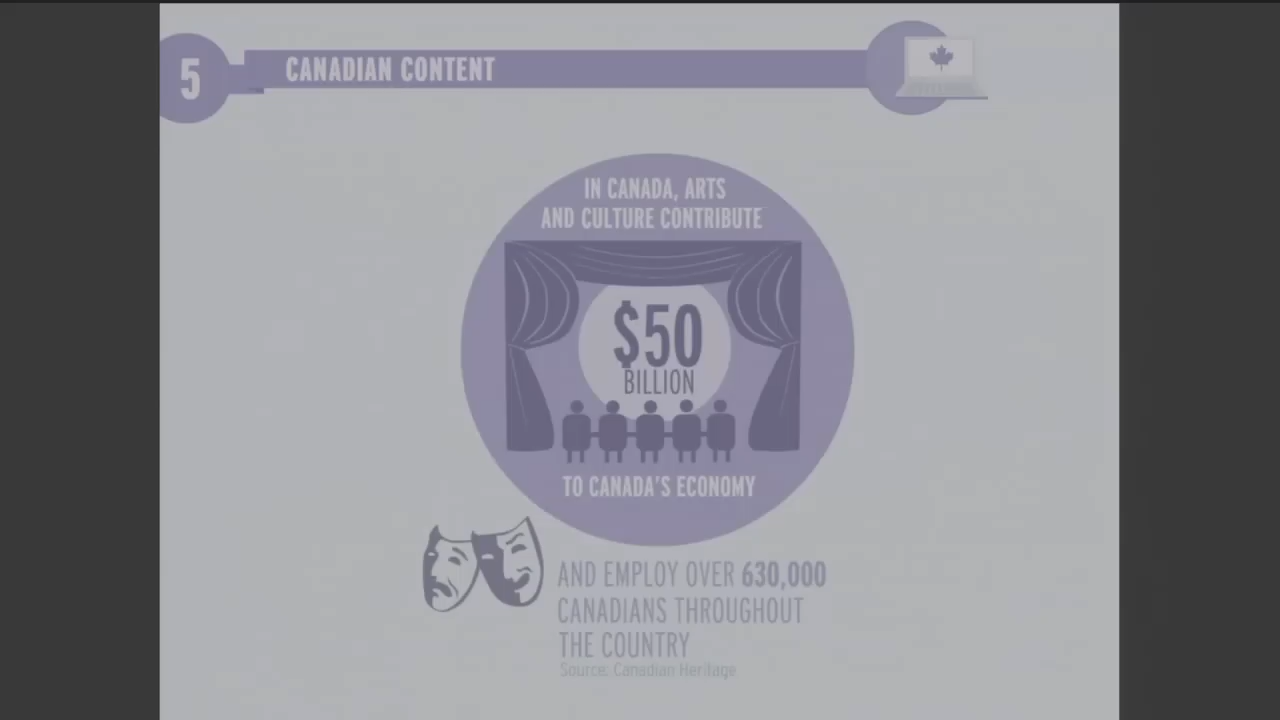 5
CANADIAN CONTENT
IN CANADA, ARTS
AND CULTURE CONTRIBUTE
$50
BILLION
TO CANADA'S ECONOMY
AND EMPLOY OVER 630,000
CANADIANS THROUGHOUT
THE COUNTRY
Source: Canadian Heritage